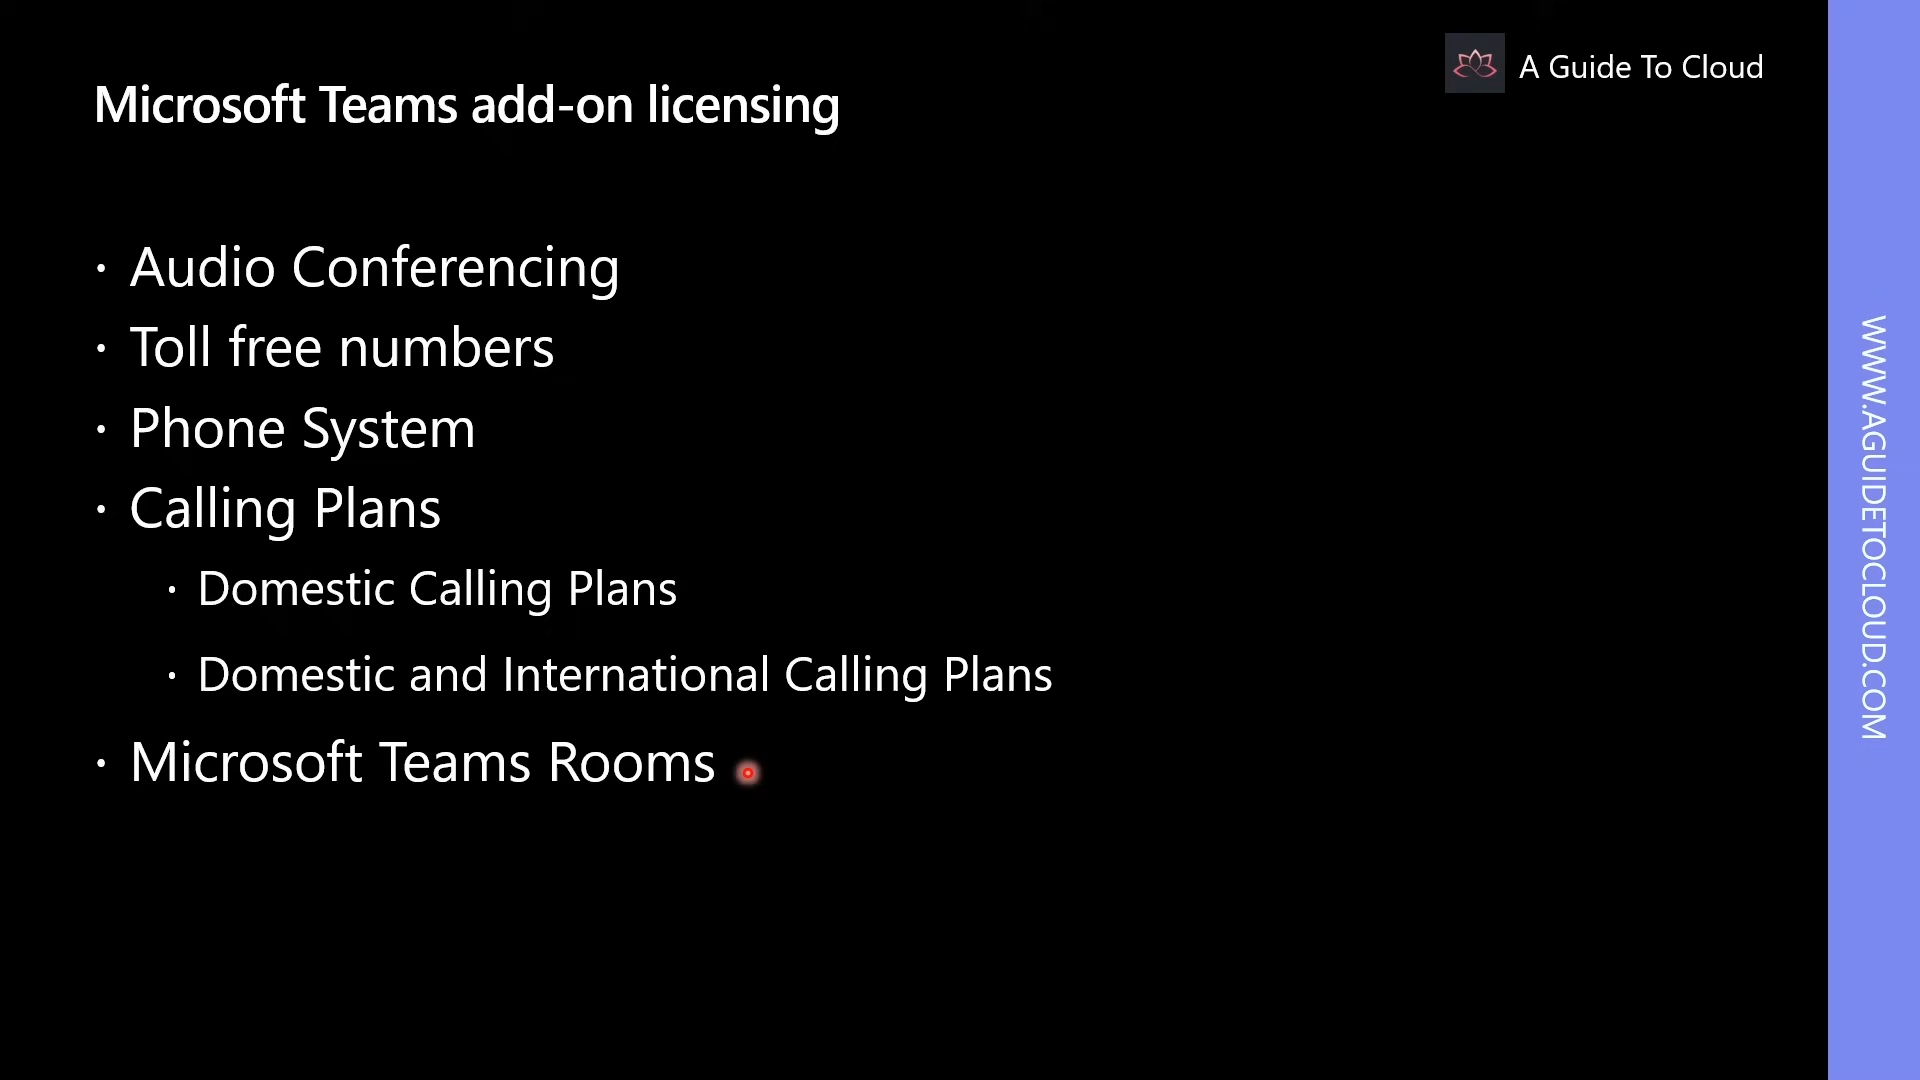 A Guide To Cloud
Microsoft Teams add-on licensing
· Audio Conferencing
· Toll free numbers
· Phone System
· Calling Plans
· Domestic Calling Plans
· Domestic and International Calling Plans
· Microsoft Teams Rooms
WWW.AGUIDETOCLOUD.COM